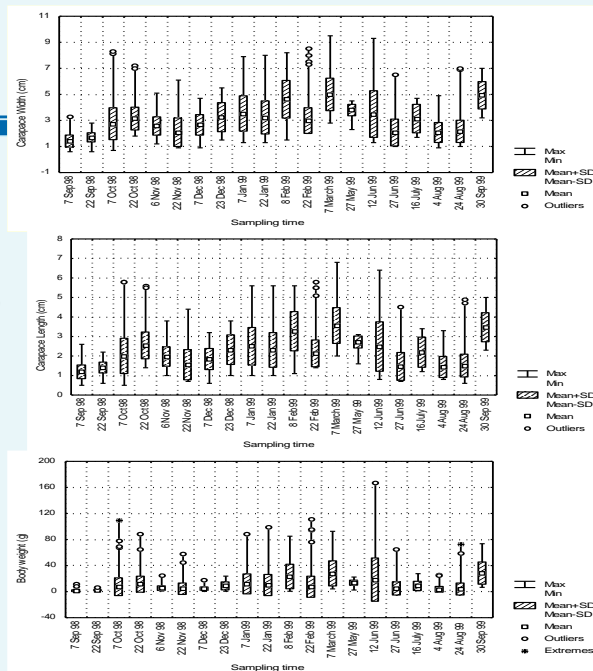 11
9
7
5
3
1
-1
Carapace Width (cm)
7 Sep 98
22 Sep 98
7 Oct 98
22 Oct 98
6 Nov 98
22 Nov 98
7 Dec 98
23 Dec 98
7 Jan 99
22 Jan 99
8 Feb 99
22 Feb 99
7 March 99
27 May 99
12 Jun 99
27 Jun 99
16 July 99
4 Aug 99
24 Aug 99
30 Sep 99
Sampling time
Max
Min
Mean+SD
Mean-SD
Mean
Outliers
8
7
6
5
4
3
2
1
0
Carapace Length (cm)
7 Sep 98
22 Sep 98
7 Oct 98
22 Oct 98
6 Nov 98
22 Nov 98
7 Dec 98
23 Dec 98
7 Jan 99
22 Jan 99
8 Feb 99
22 Feb 99
7 March 99
27 May 99
12 Jun 99
27 Jun 99
16 July 99
4 Aug 99
24 Aug 99
30 Sep 99
Sampling time
Max
Min
Mean+SD
Mean-SD
Mean
Outliers
200
160
120
80
40
0
-40
Body weight (g)
7 Sep 98
22 Sep 98
7 Oct 98
22 Oct 98
6 Nov 98
22 Nov 98
7 Dec 98
23 Dec 98
7 Jan 99
22 Jan 99
8 Feb 99
22 Feb 99
7 March 99
27 May 99
12 Jun 99
27 Jun 99
16 July 99
4 Aug 99
24 Aug 99
30 Sep 99
Sampling time
Max
Min
Mean+SD
Mean-SD
Mean
Outliers
Extremes